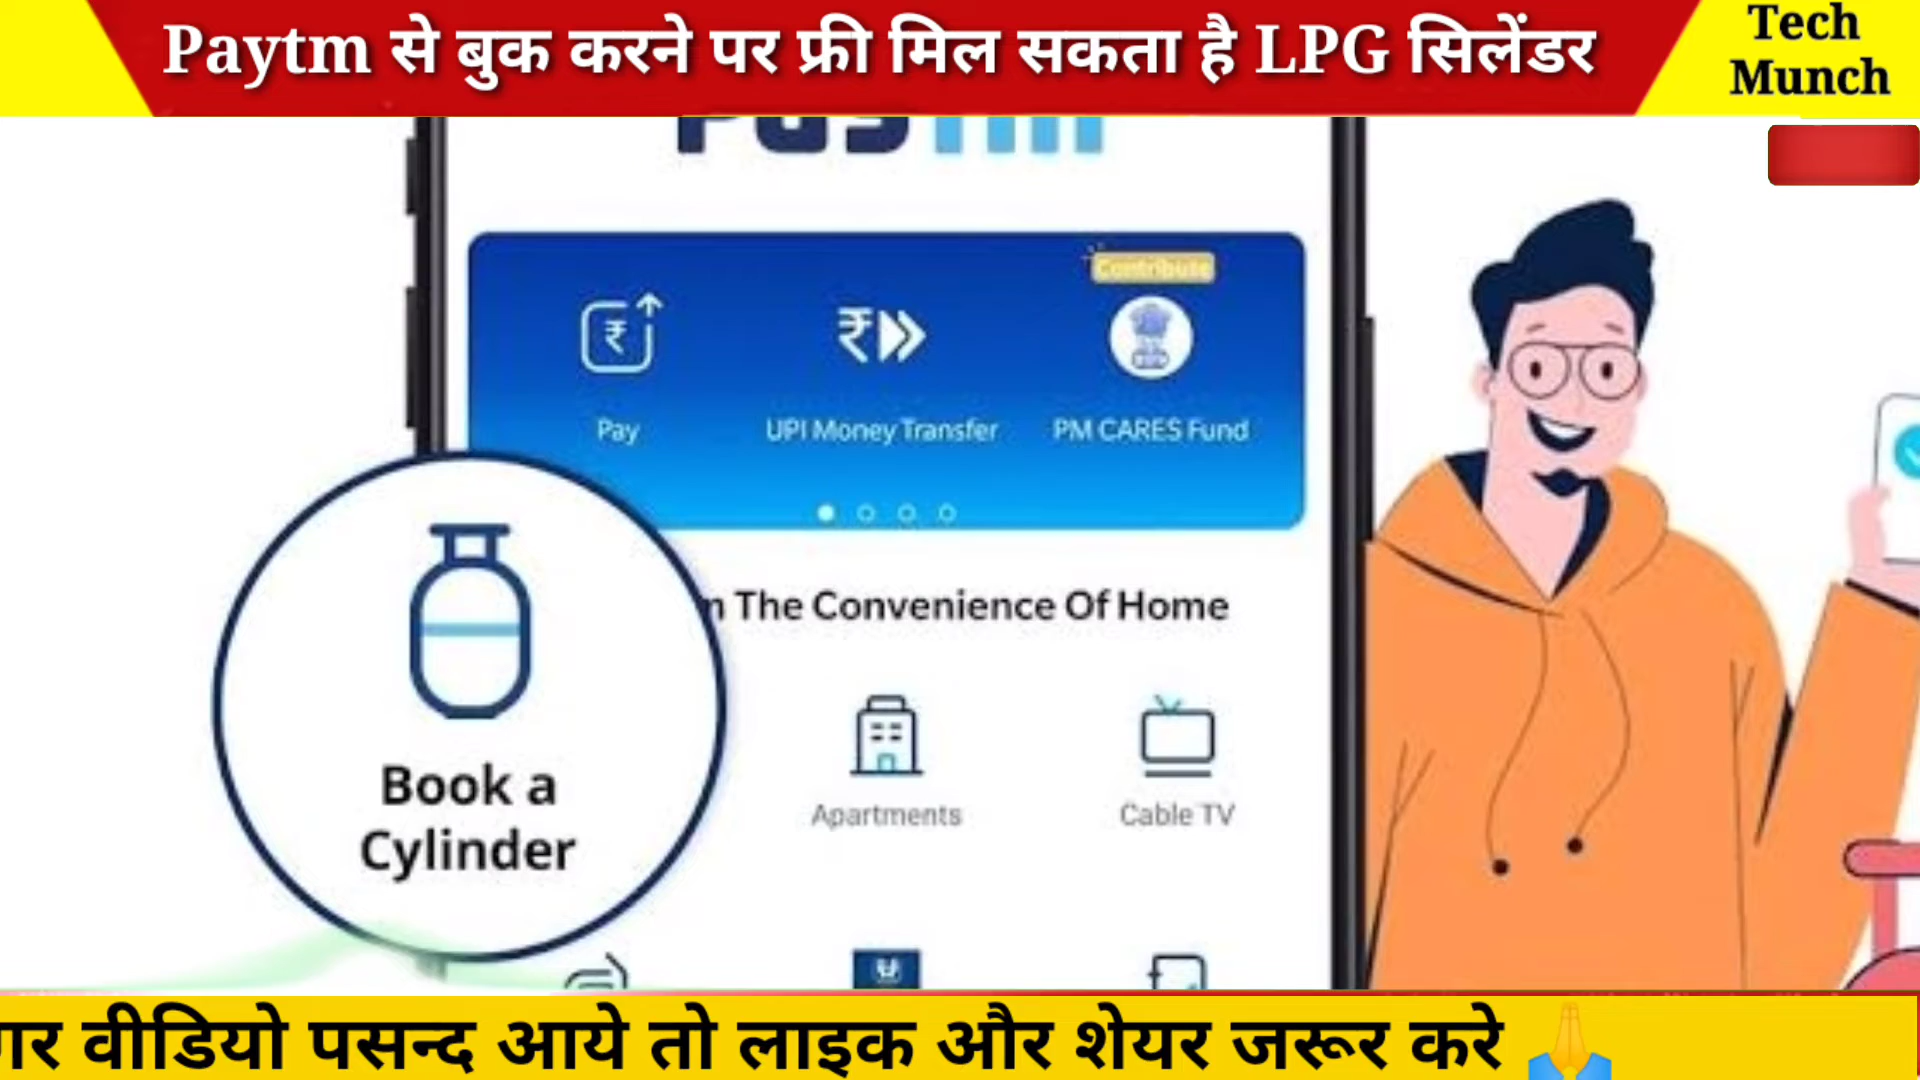 Paytm से बुक करने पर फ्री मिल सकता है LPG सिलेंडर
Tech
Munch
Contribute
Pay
UPI Money Transfer
PM CARES Fund
The Convenience Of Home
Book a
Cylinder
Apartments
Cable TV
वीडियो पसन्द आये तो लाइक और शेयर जरूर करे 🙏